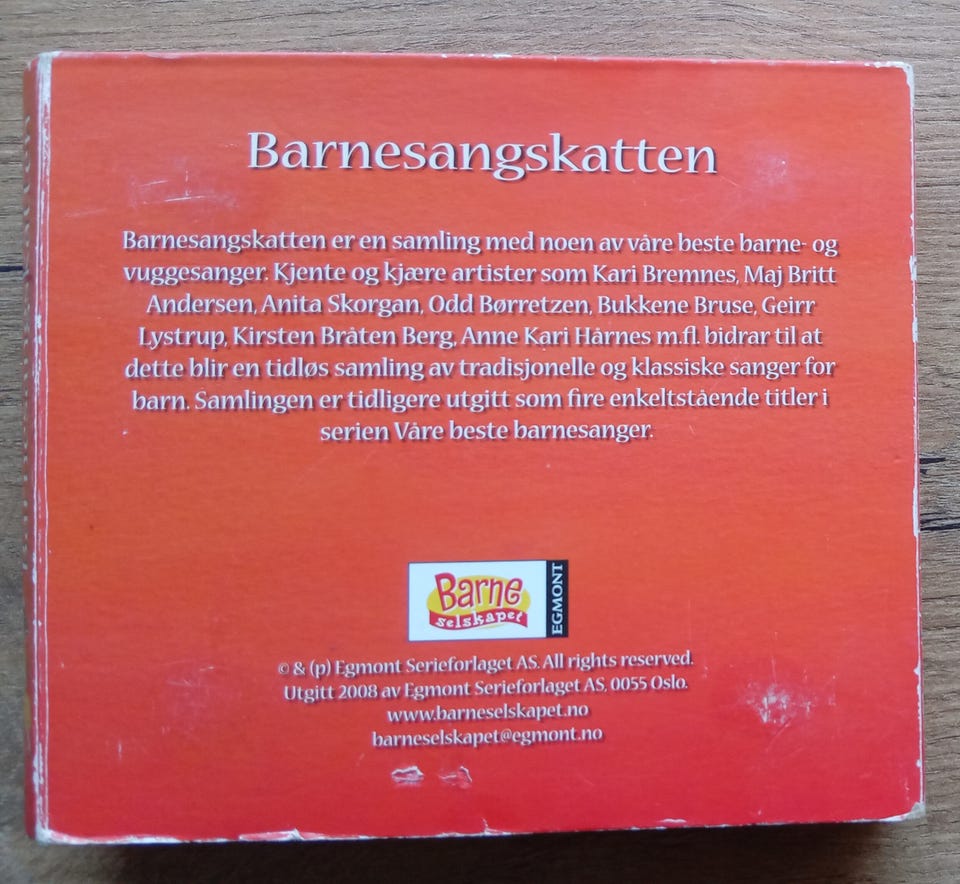 Barnesangskatten
Barnesangskatten er en samling med noen av våre beste barne- og
vuggesanger. Kjente og kjære artister som Kari Bremnes, Maj Britt
Andersen, Anita Skorgan, Odd Børretzen, Bukkene Bruse, Geirr
Lystrup, Kirsten Bråten Berg, Anne Kari Hårnes m.fl. bidrar til at
dette blir en tidløs samling av tradisjonelle og klassiske sanger for
barn. Samlingen er tidligere utgitt som fire enkeltstående titler i
serien Våre beste barnesanger.
Barne
selskapet
EGMONT
© & (p) Egmont Serieforlaget AS. All rights reserved.
Utgitt 2008 av Egmont Serieforlaget AS, 0055 Oslo.
www.barneselskapet.no
barneselskapet@egmont.no